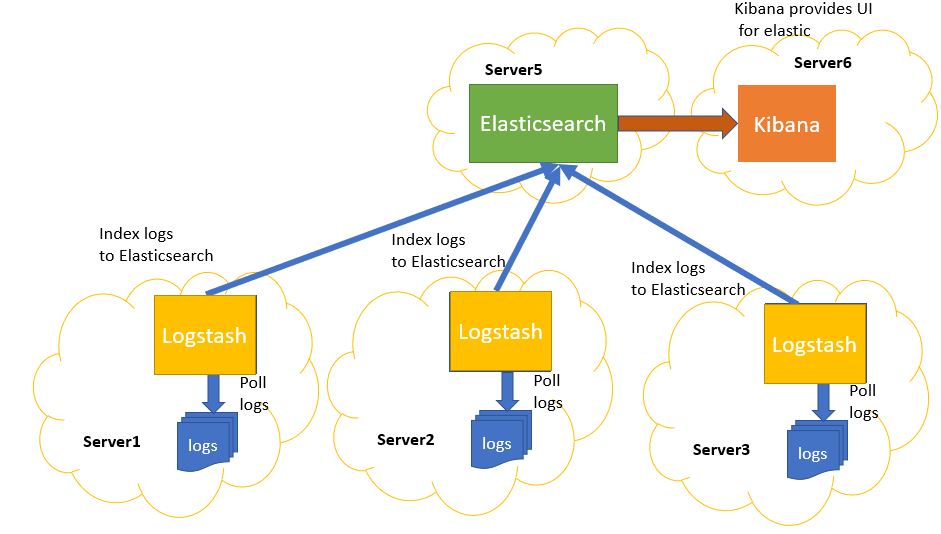 Kibana provides UI
for elastic
Server5
Server6
Elasticsearch
Kibana
Index logs
to Elasticsearch
Index logs
to Elasticsearch
Index logs
to Elasticsearch
Logstash
Poll
logs
logs
Server1
Logstash
Poll
logs
logs
Server2
Logstash
Poll
logs
logs
Server3